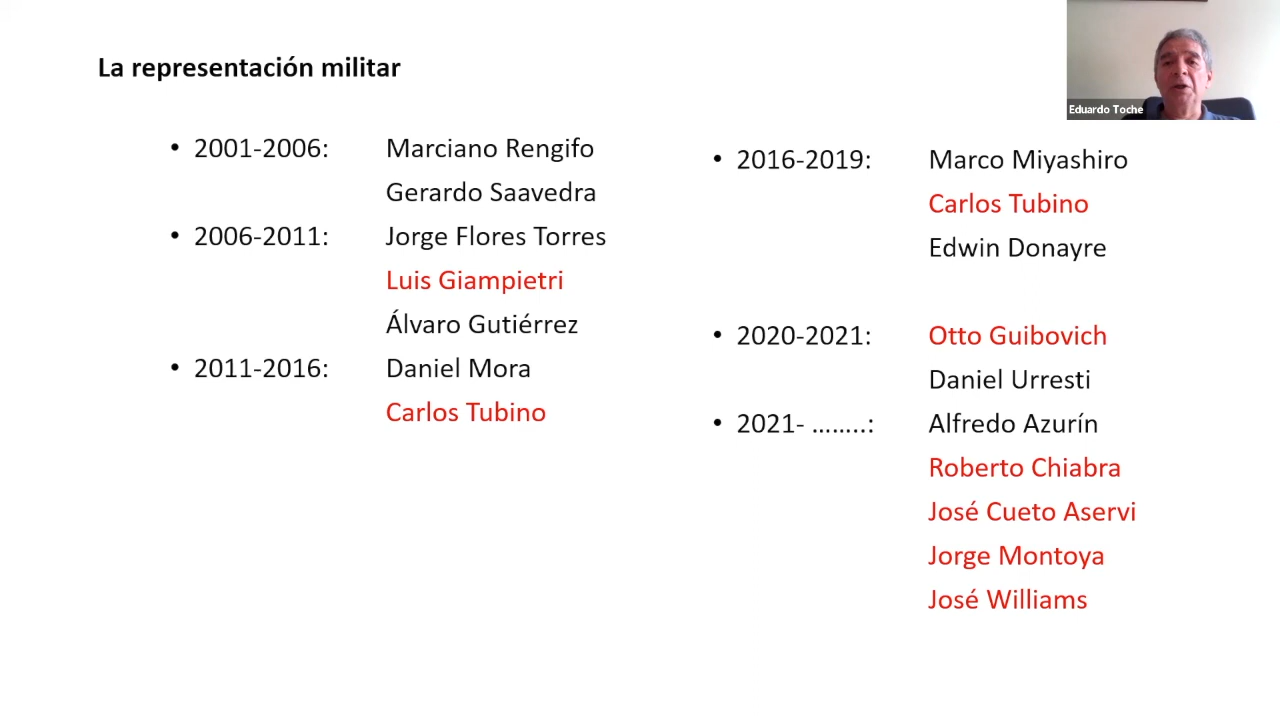 La representación militar
Eduardo Toche
• 2001-2006: Marciano Rengifo
Gerardo Saavedra
• 2006-2011: Jorge Flores Torres
Luis Giampietri
Álvaro Gutiérrez
• 2011-2016: Daniel Mora
Carlos Tubino
• 2016-2019: Marco Miyashiro
Carlos Tubino
Edwin Donayre
• 2020-2021: Otto Guibovich
Daniel Urresti
• 2021- ……..: Alfredo Azurín
Roberto Chiabra
José Cueto Aservi
Jorge Montoya
José Williams